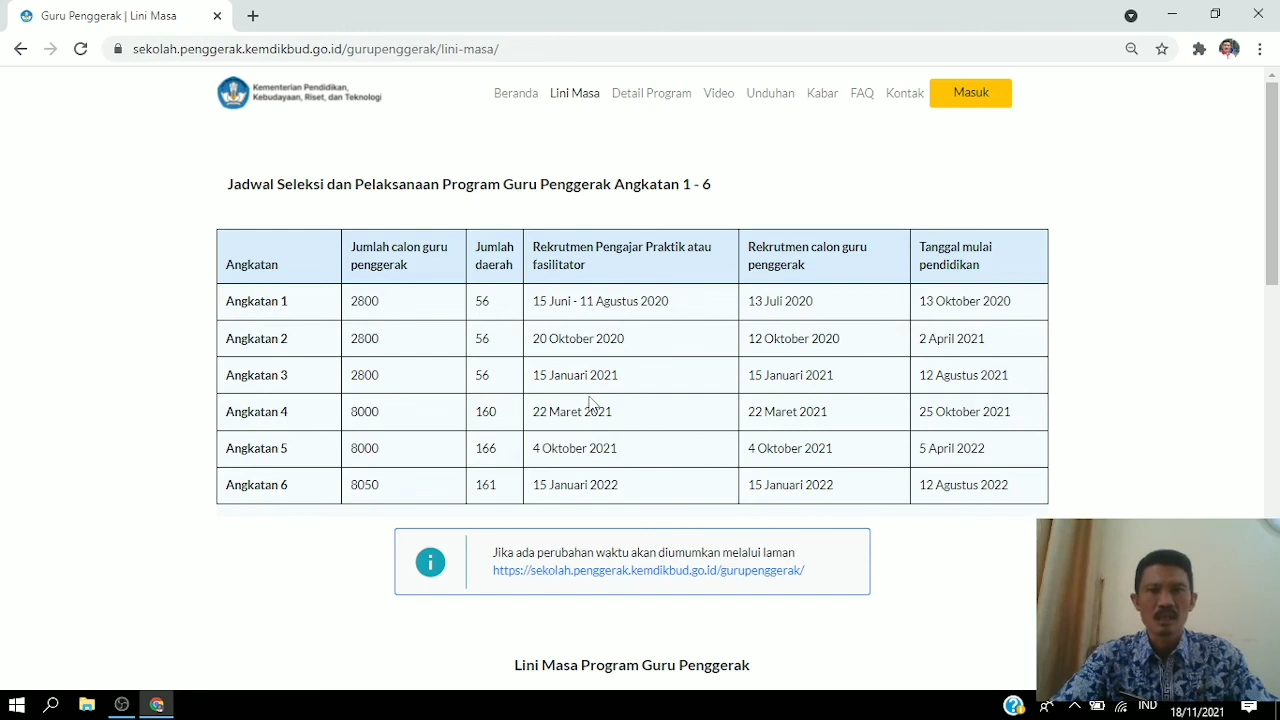 Guru Penggerak | Lini Masa
sekolah.penggerak.kemdikbud.go.id/gurupenggerak/lini-masa/
Kementerian Pendidikan,
Kebudayaan, Riset, dan Teknologi
Beranda Lini Masa Detail Program Video Unduhan Kabar FAQ Kontak Masuk
Jadwal Seleksi dan Pelaksanaan Program Guru Penggerak Angkatan 1 - 6
Angkatan Jumlah calon guru penggerak Jumlah daerah Rekrutmen Pengajar Praktik atau fasilitator Rekrutmen calon guru penggerak Tanggal mulai pendidikan
Angkatan 1 2800 56 15 Juni - 11 Agustus 2020 13 Juli 2020 13 Oktober 2020
Angkatan 2 2800 56 20 Oktober 2020 12 Oktober 2020 2 April 2021
Angkatan 3 2800 56 15 Januari 2021 15 Januari 2021 12 Agustus 2021
Angkatan 4 8000 160 22 Maret 2021 22 Maret 2021 25 Oktober 2021
Angkatan 5 8000 166 4 Oktober 2021 4 Oktober 2021 5 April 2022
Angkatan 6 8050 161 15 Januari 2022 15 Januari 2022 12 Agustus 2022
Jika ada perubahan waktu akan diumumkan melalui laman
https://sekolah.penggerak.kemdikbud.go.id/gurupenggerak/
Lini Masa Program Guru Penggerak
IND
18/11/2021